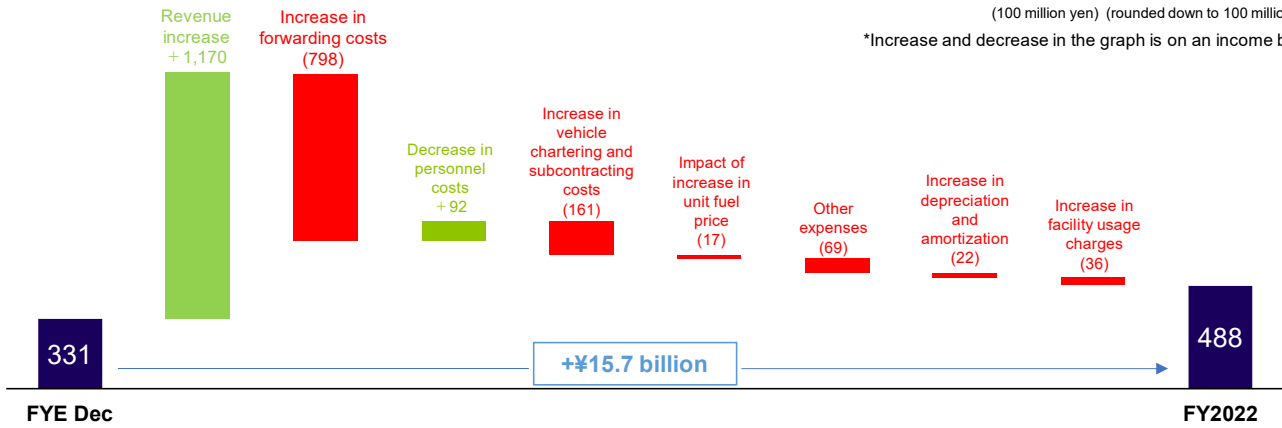 (100 million yen) (rounded down to 100 millio
*Increase and decrease in the graph is on an income b
Revenue
increase
+1,170
Increase in
forwarding costs
(798)
Decrease in
personnel
costs
+92
Increase in
vehicle
chartering and
subcontracting
costs
(161)
Impact of
increase in
unit fuel
price
(17)
Other
expenses
(69)
Increase in
depreciation
and
amortization
(22)
Increase in
facility usage
charges
(36)
331
+¥15.7 billion
488
FYE Dec
FY2022